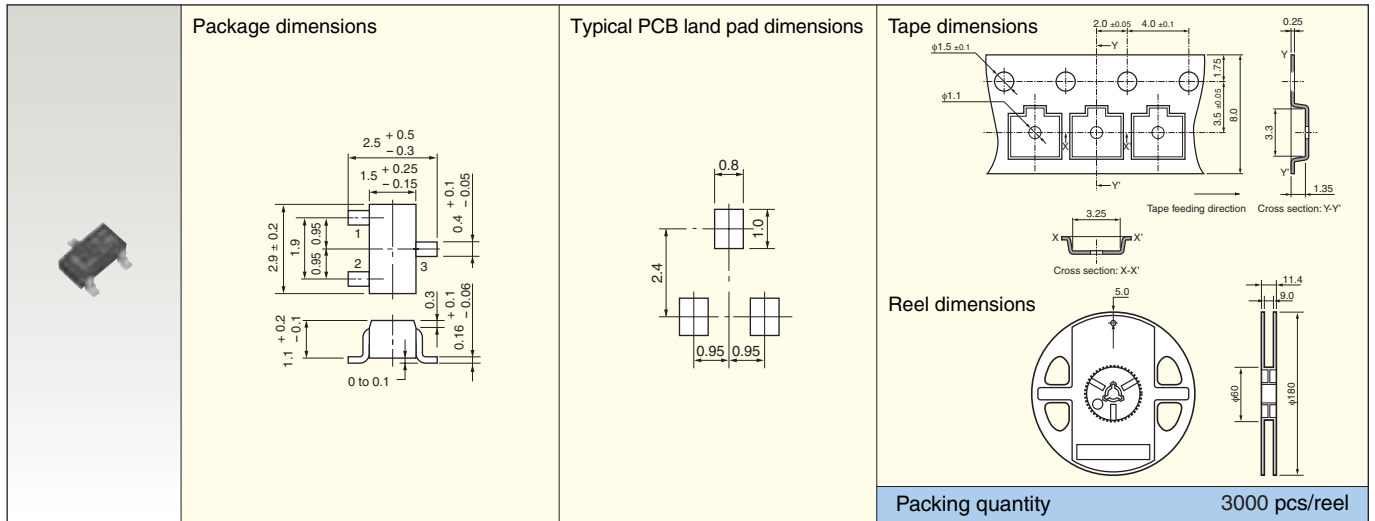 Package dimensions
2.5 + 0.5 − 0.3
1.5 + 0.25 − 0.15
0.4 + 0.1 − 0.05
2.9 ± 0.2
1.9
0.95
0.95
1
2
3
1.1 + 0.2 − 0.1
0.3
0.16 + 0.1 − 0.06
0 to 0.1
Typical PCB land pad dimensions
0.8
1.0
2.4
0.95
0.95
Tape dimensions
2.0 ±0.05
4.0 ±0.1
0.25
φ1.5 ±0.1
Y
Y
1.75
φ1.1
3.5 ±0.05
8.0
3.3
X
X'
Y'
Y'
1.35
Tape feeding direction
Cross section: Y-Y'
3.25
X
X'
Cross section: X-X'
Reel dimensions
11.4
9.0
5.0
φ60
φ180
Packing quantity 3000 pcs/reel